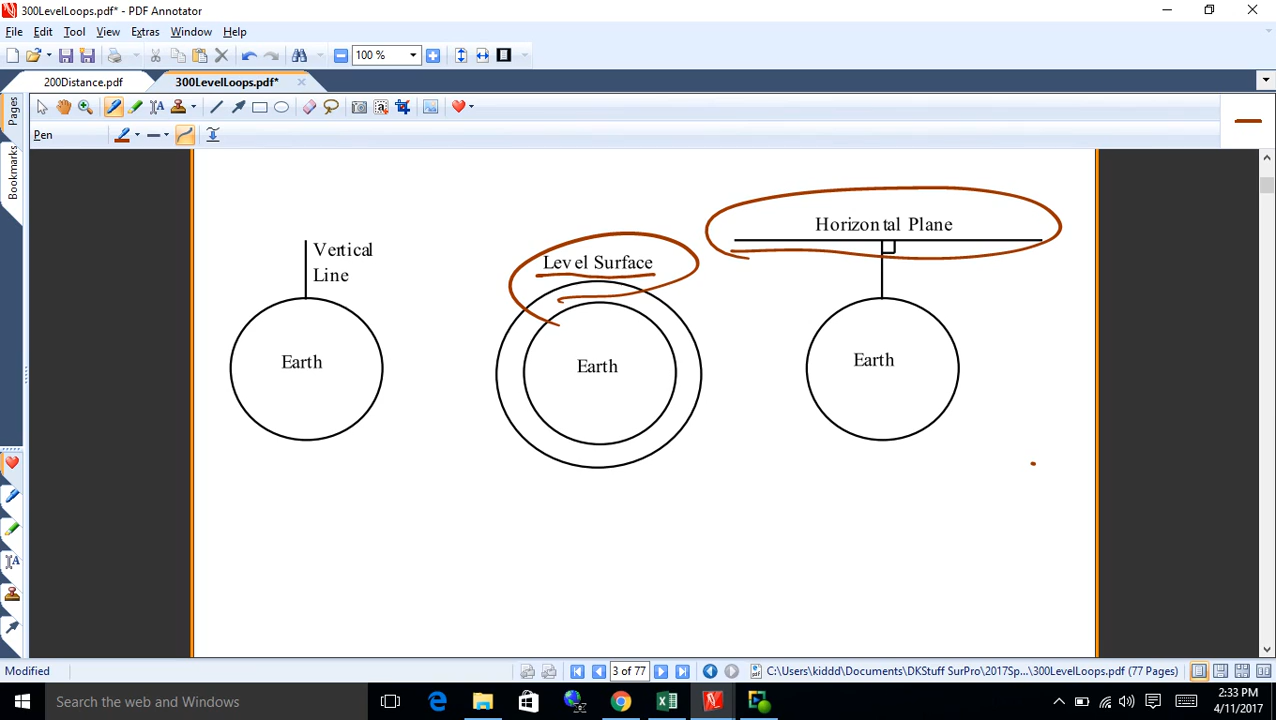 300LevelLoops.pdf* - PDF Annotator
File Edit Tool View Extras Window Help
100 %
200Distance.pdf 300LevelLoops.pdf*
Pages
Bookmarks
Pen
Vertical
Line
Earth
Level Surface
Earth
Horizontal Plane
Earth
Modified
3 of 77
C:\Users\kiddd\Documents\DKStuff SurPro\2017Sp...\300LevelLoops.pdf (77 Pages)
Search the web and Windows
2:33 PM
4/11/2017